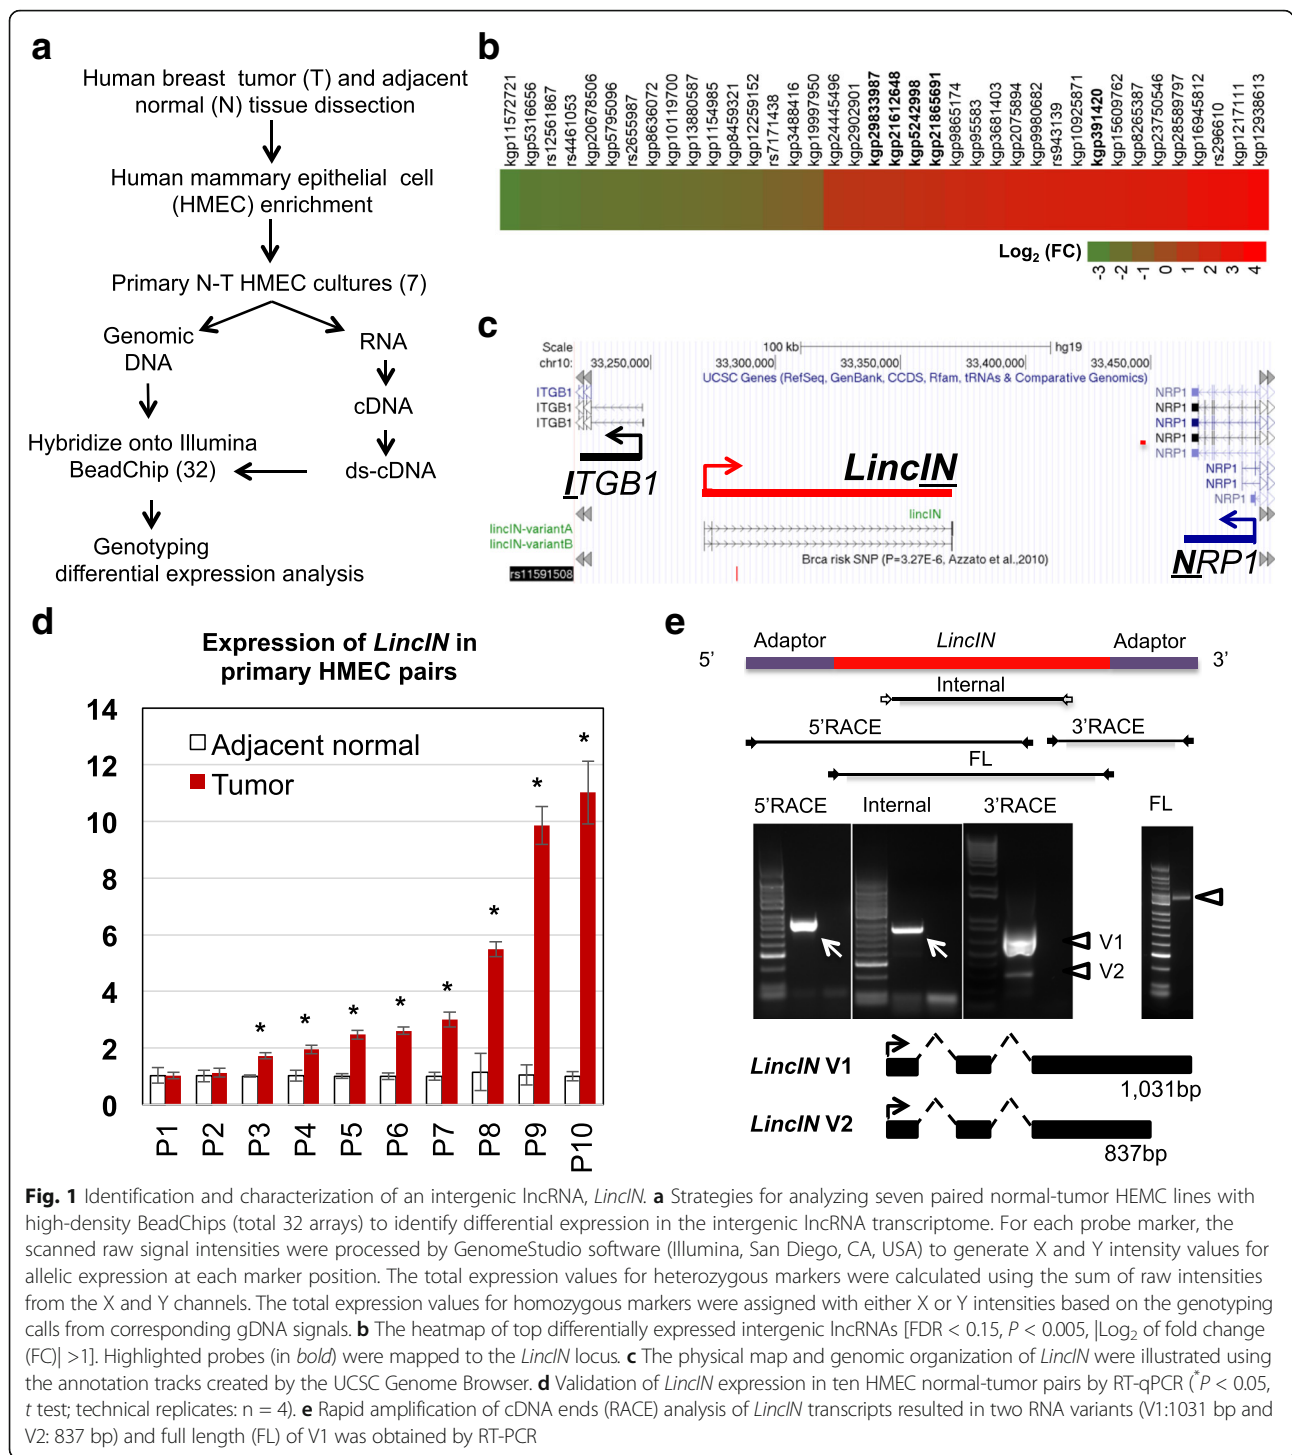 a
Human breast tumor (T) and adjacent
normal (N) tissue dissection
Human mammary epithelial cell
(HMEC) enrichment
Primary N-T HMEC cultures (7)
Genomic
DNA
RNA
cDNA
ds-cDNA
Hybridize onto Illumina
BeadChip (32)
Genotyping
differential expression analysis
b
kgp11572721
kgp5316656
rs12561867
rs4461053
kgp20678506
kgp5795096
rs2655987
kgp8636072
kgp10119700
kgp13880587
kgp1154985
kgp8459321
kgp12259152
rs7171438
kgp3488416
kgp19997950
kgp24445496
kgp2902901
kgp29833987
kgp21612648
kgp5242998
kgp21865691
kgp9865174
kgp95583
kgp3681403
kgp2075894
kgp9980682
rs943139
kgp10925871
kgp391420
kgp15609762
kgp8265387
kgp23750546
kgp28589797
kgp16945812
rs296610
kgp1217111
kgp12938613
Log2 (FC)
-3 -2 -1 0 1 2 3 4
c
Scale
100 kb
hg19
chr10:
33,250,000
33,300,000
33,350,000
33,400,000
33,450,000
UCSC Genes (RefSeq, GenBank, CCDS, Rfam, tRNAs & Comparative Genomics)
ITGB1
ITGB1
ITGB1
ITGB1
LincIN
NRP1
NRP1
NRP1
NRP1
NRP1
NRP1
NRP1
NRP1
NRP1
lincIN
lincIN-variantA
lincIN-variantB
Brca risk SNP (P=3.27E-6, Azzato et al.,2010)
rs11591508
d
Expression of LincIN in
primary HMEC pairs
14
12
10
8
6
4
2
0
Adjacent normal
Tumor
* * * * * * * *
P1 P2 P3 P4 P5 P6 P7 P8 P9 P10
e
Adaptor LincIN Adaptor
5’ 3’
Internal
5’RACE 3’RACE
FL
5’RACE Internal 3’RACE FL
V1
V2
LincIN V1
1,031bp
LincIN V2
837bp
Fig. 1 Identification and characterization of an intergenic lncRNA, LincIN. a Strategies for analyzing seven paired normal-tumor HEMC lines with
high-density BeadChips (total 32 arrays) to identify differential expression in the intergenic lncRNA transcriptome. For each probe marker, the
scanned raw signal intensities were processed by GenomeStudio software (Illumina, San Diego, CA, USA) to generate X and Y intensity values for
allelic expression at each marker position. The total expression values for heterozygous markers were calculated using the sum of raw intensities
from the X and Y channels. The total expression values for homozygous markers were assigned with either X or Y intensities based on the genotyping
calls from corresponding gDNA signals. b The heatmap of top differentially expressed intergenic lncRNAs [FDR < 0.15, P < 0.005, |Log2 of fold change
(FC)| >1]. Highlighted probes (in bold) were mapped to the LincIN locus. c The physical map and genomic organization of LincIN were illustrated using
the annotation tracks created by the UCSC Genome Browser. d Validation of LincIN expression in ten HMEC normal-tumor pairs by RT-qPCR (*P < 0.05,
t test; technical replicates: n = 4). e Rapid amplification of cDNA ends (RACE) analysis of LincIN transcripts resulted in two RNA variants (V1:1031 bp and
V2: 837 bp) and full length (FL) of V1 was obtained by RT-PCR